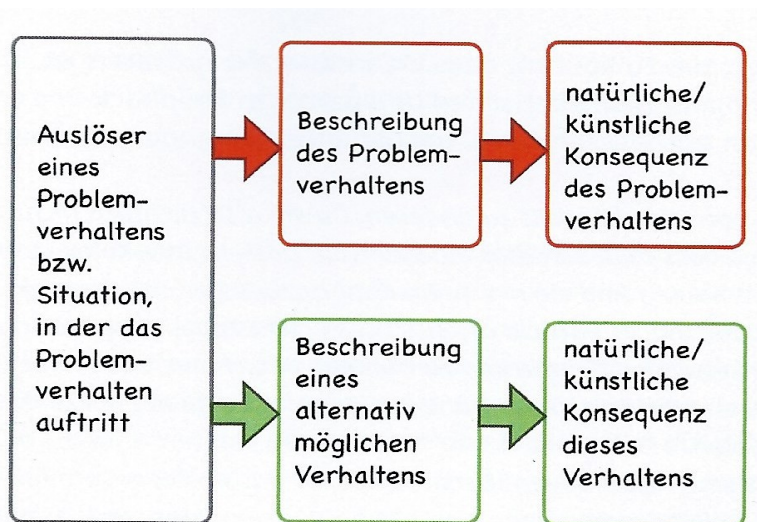 Auslöser
eines
Problem-
verhaltens
bzw.
Situation,
in der das
Problem-
verhalten
auftritt
Beschreibung
des Problem-
verhaltens
natürliche/
künstliche
Konsequenz
des Problem-
verhaltens
Beschreibung
eines
alternativ
möglichen
Verhaltens
natürliche/
künstliche
Konsequenz
dieses
Verhaltens